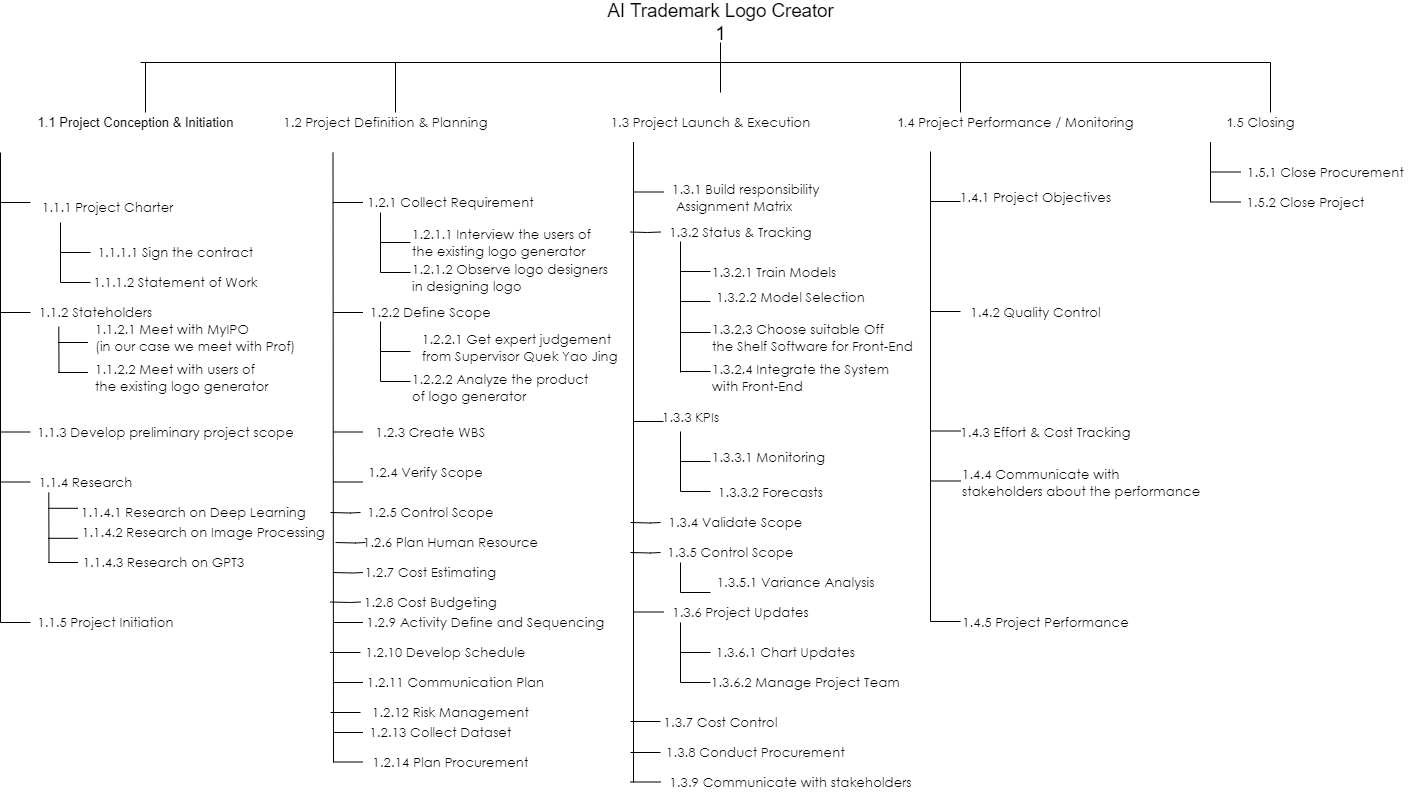 AI Trademark Logo Creator
1
1.1 Project Conception & Initiation
1.1.1 Project Charter
1.1.1.1 Sign the contract
1.1.1.2 Statement of Work
1.1.2 Stateholders
1.1.2.1 Meet with MyIPO
(in our case we meet with Prof)
1.1.2.2 Meet with users of
the existing logo generator
1.1.3 Develop preliminary project scope
1.1.4 Research
1.1.4.1 Research on Deep Learning
1.1.4.2 Research on Image Processing
1.1.4.3 Research on GPT3
1.1.5 Project Initiation
1.2 Project Definition & Planning
1.2.1 Collect Requirement
1.2.1.1 Interview the users of
the existing logo generator
1.2.1.2 Observe logo designers
in designing logo
1.2.2 Define Scope
1.2.2.1 Get expert judgement
from Supervisor Quek Yao Jing
1.2.2.2 Analyze the product
of logo generator
1.2.3 Create WBS
1.2.4 Verify Scope
1.2.5 Control Scope
1.2.6 Plan Human Resource
1.2.7 Cost Estimating
1.2.8 Cost Budgeting
1.2.9 Activity Define and Sequencing
1.2.10 Develop Schedule
1.2.11 Communication Plan
1.2.12 Risk Management
1.2.13 Collect Dataset
1.2.14 Plan Procurement
1.3 Project Launch & Execution
1.3.1 Build responsibility
Assignment Matrix
1.3.2 Status & Tracking
1.3.2.1 Train Models
1.3.2.2 Model Selection
1.3.2.3 Choose suitable Off
the Shelf Software for Front-End
1.3.2.4 Integrate the System
with Front-End
1.3.3 KPIs
1.3.3.1 Monitoring
1.3.3.2 Forecasts
1.3.4 Validate Scope
1.3.5 Control Scope
1.3.5.1 Variance Analysis
1.3.6 Project Updates
1.3.6.1 Chart Updates
1.3.6.2 Manage Project Team
1.3.7 Cost Control
1.3.8 Conduct Procurement
1.3.9 Communicate with stakeholders
1.4 Project Performance / Monitoring
1.4.1 Project Objectives
1.4.2 Quality Control
1.4.3 Effort & Cost Tracking
1.4.4 Communicate with
stakeholders about the performance
1.4.5 Project Performance
1.5 Closing
1.5.1 Close Procurement
1.5.2 Close Project